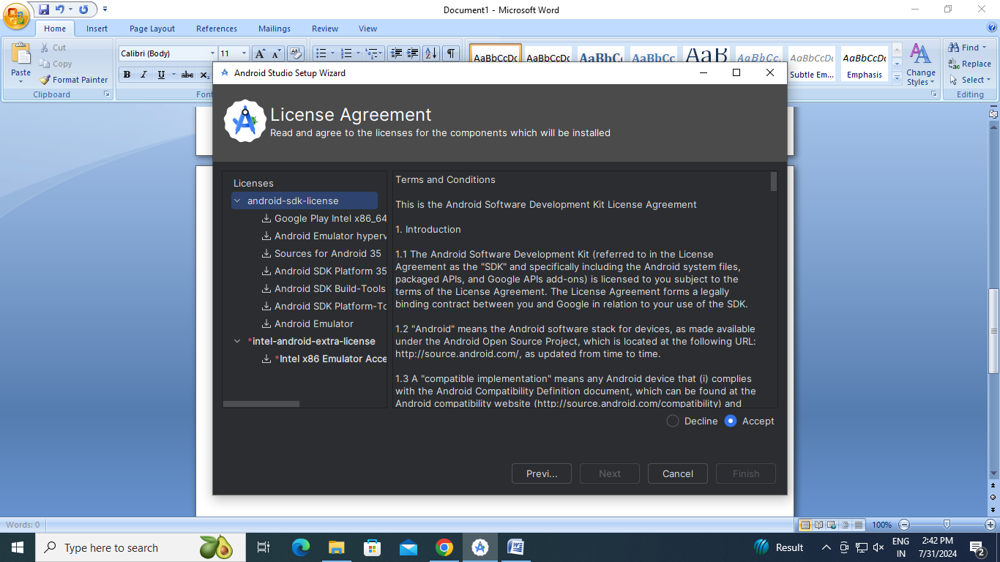 Document1 - Microsoft Word
Home Insert Page Layout References Mailings Review View
Paste
Cut
Copy
Format Painter
Clipboard
Calibri (Body) 11
B I U abc x₂
Font
AaBbCcDc AaBbCcDc AaBbC AaBbCc AaB AaBbCc. AaBbCcDc AaBbCcDc
Subtle Em... Emphasis
Change Styles
Find
Replace
Select
Editing
Android Studio Setup Wizard
License Agreement
Read and agree to the licenses for the components which will be installed
Licenses
android-sdk-license
Google Play Intel x86_64
Android Emulator hyperv
Sources for Android 35
Android SDK Platform 35
Android SDK Build-Tools
Android SDK Platform-To
Android Emulator
*intel-android-extra-license
*Intel x86 Emulator Acce
Terms and Conditions
This is the Android Software Development Kit License Agreement
1. Introduction
1.1 The Android Software Development Kit (referred to in the License
Agreement as the "SDK" and specifically including the Android system files,
packaged APIs, and Google APIs add-ons) is licensed to you subject to the
terms of the License Agreement. The License Agreement forms a legally
binding contract between you and Google in relation to your use of the SDK.
1.2 "Android" means the Android software stack for devices, as made available
under the Android Open Source Project, which is located at the following URL:
http://source.android.com/, as updated from time to time.
1.3 A "compatible implementation" means any Android device that (i) complies
with the Android Compatibility Definition document, which can be found at the
Android compatibility website (http://source.android.com/compatibility) and
Decline Accept
Previ... Next Cancel Finish
Words: 0
100%
Type here to search
Result
ENG
IN
2:42 PM
7/31/2024
2